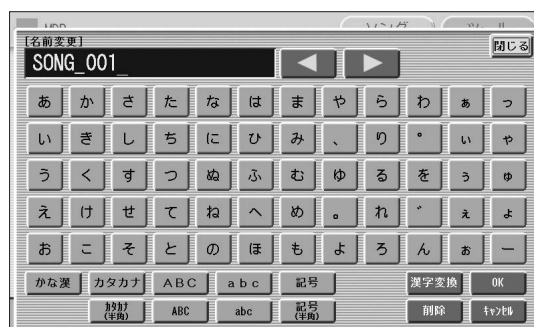 MDR
ソング
ツール
[名前変更]
閉じる
SONG_001_
あ か さ た な は ま や ら わ ぁ っ
い き し ち に ひ み 、 り ゜ ぃ ゃ
う く す つ ぬ ふ む ゆ る を ぅ ゅ
え け せ て ね へ め 。 れ ゛ ぇ ょ
お こ そ と の ほ も よ ろ ん ぉ ー
かな漢 カタカナ ABC abc 記号 漢字変換 OK
カタカナ(半角) ABC abc 記号(半角) 削除 キャンセル